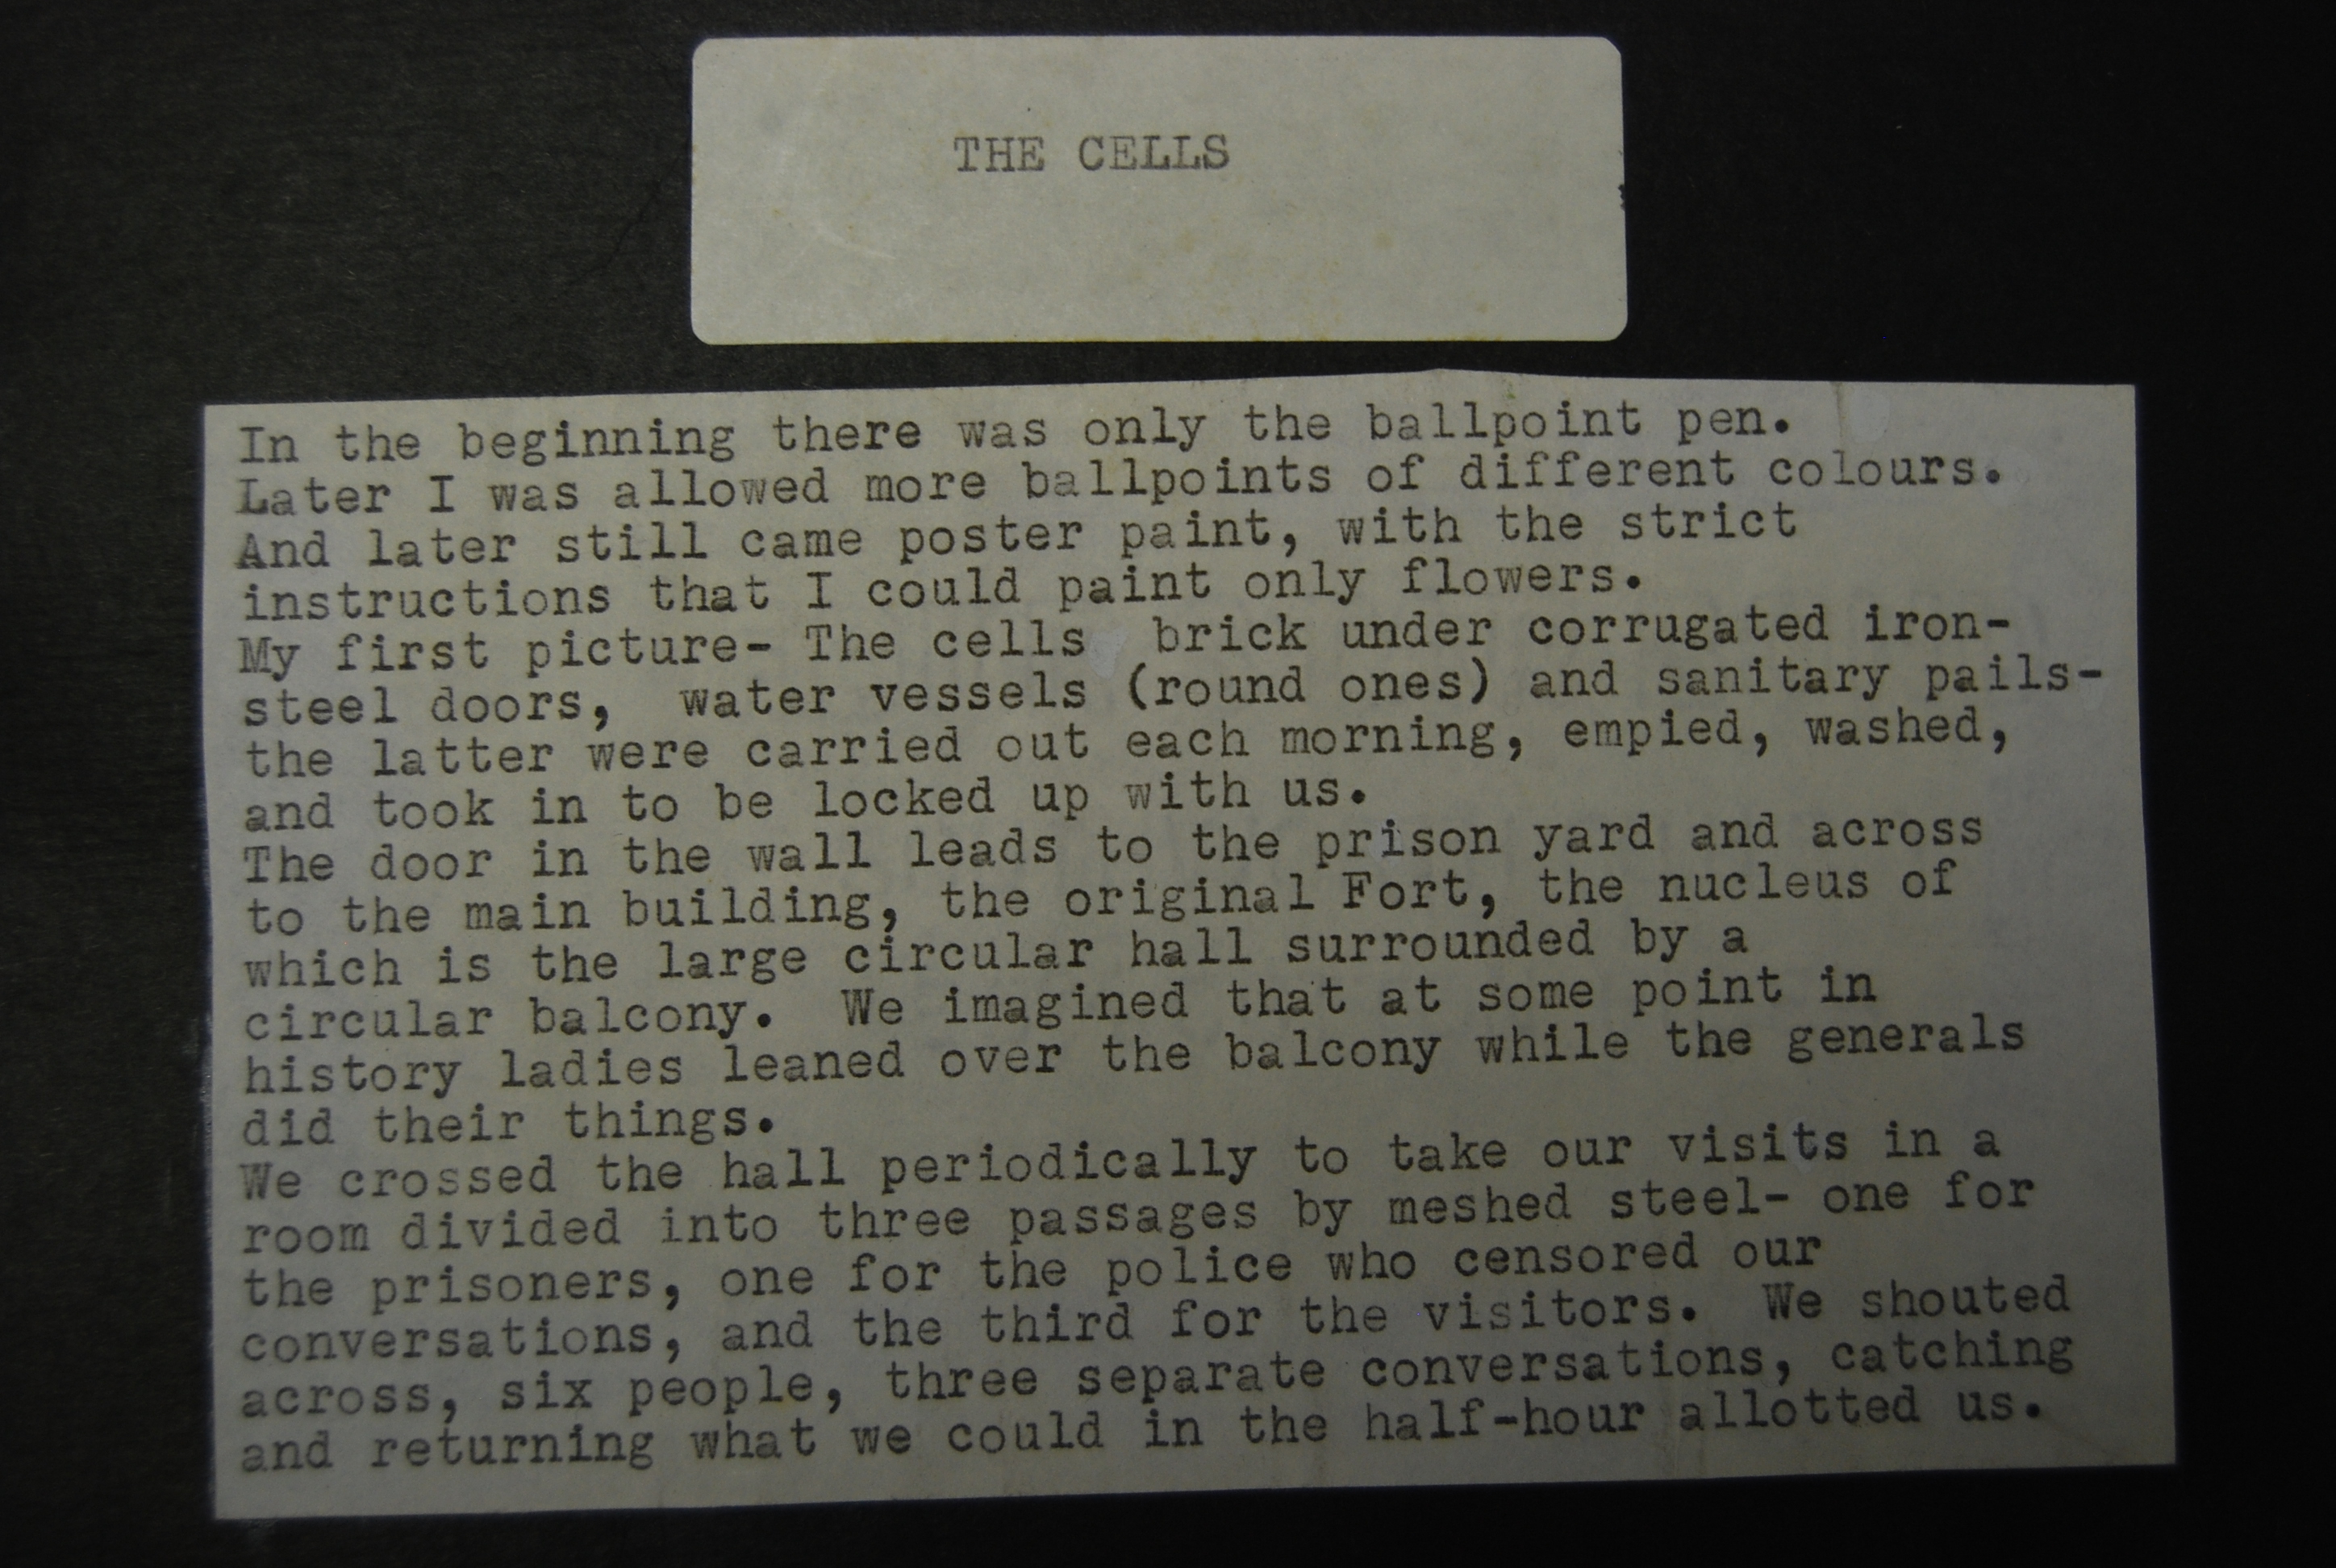 THE CELLS
In the beginning there was only the ballpoint pen.
Later I was allowed more ballpoints of different colours.
And later still came poster paint, with the strict
instructions that I could paint only flowers.
My first picture- The cells brick under corrugated iron-
steel doors, water vessels (round ones) and sanitary pails-
the latter were carried out each morning, empied, washed,
and took in to be locked up with us.
The door in the wall leads to the prison yard and across
to the main building, the original Fort, the nucleus of
which is the large circular hall surrounded by a
circular balcony. We imagined that at some point in
history ladies leaned over the balcony while the generals
did their things.
We crossed the hall periodically to take our visits in a
room divided into three passages by meshed steel- one for
the prisoners, one for the police who censored our
conversations, and the third for the visitors. We shouted
across, six people, three separate conversations, catching
and returning what we could in the half-hour allotted us.